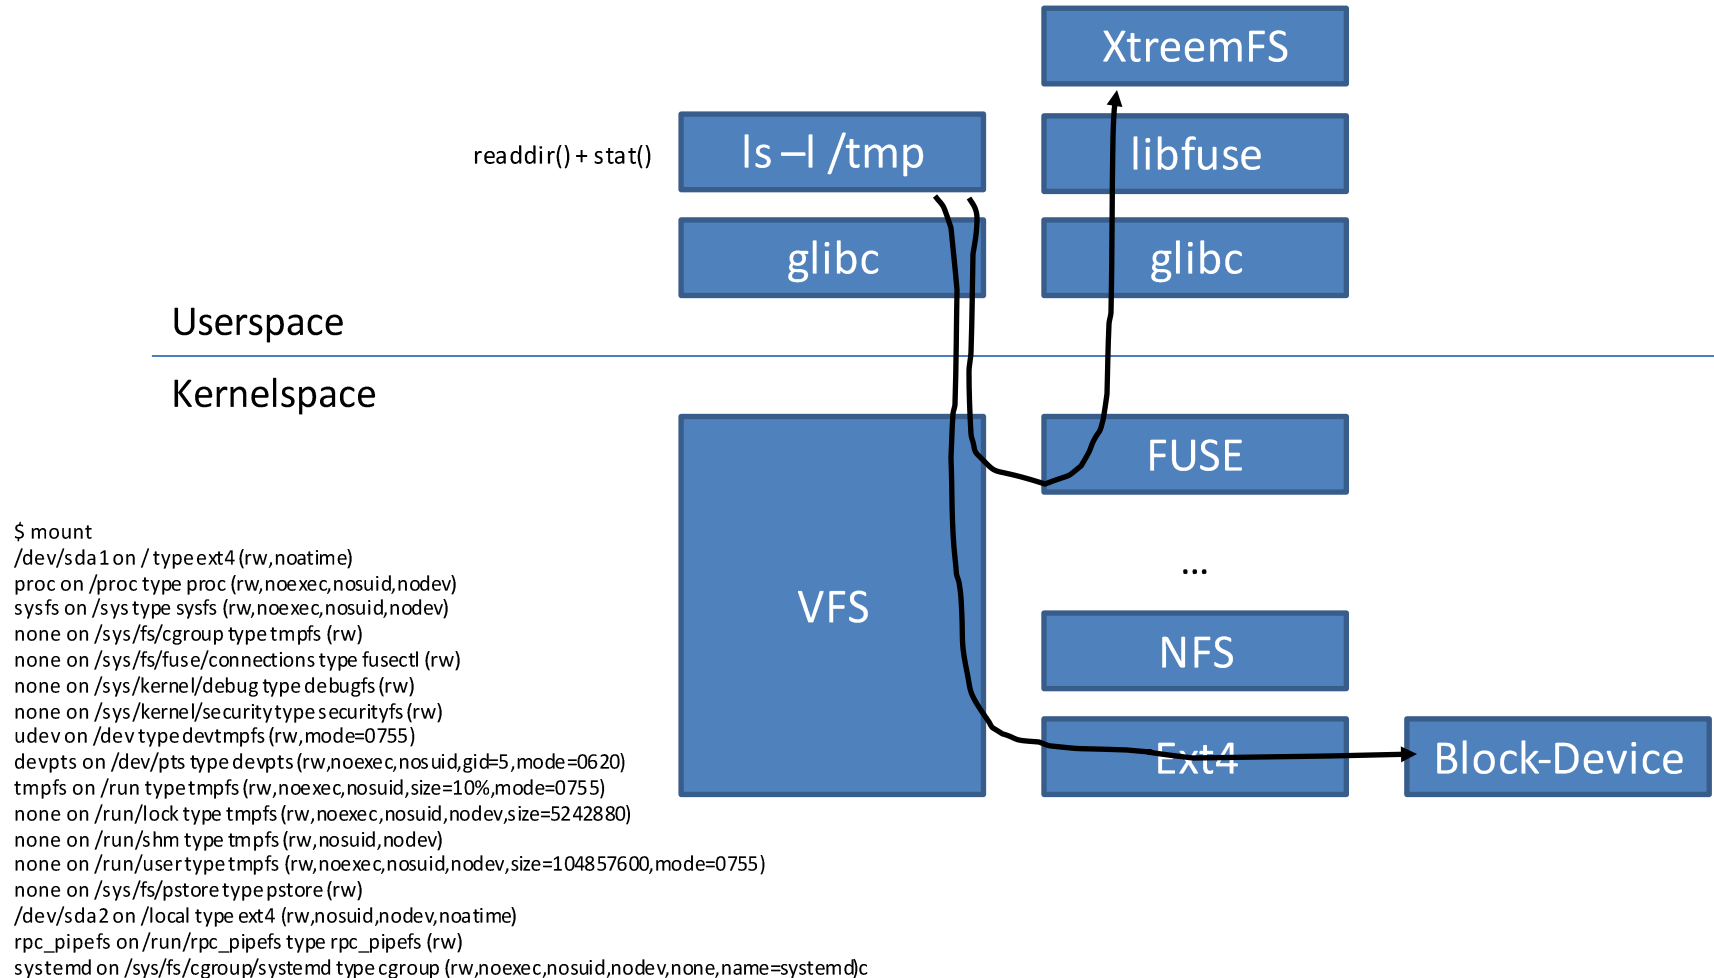 XtreemFS
readdir() + stat()
ls –l /tmp
libfuse
glibc
glibc
Userspace
Kernelspace
VFS
FUSE
...
NFS
Ext4
Block-Device
$ mount
/dev/sda1 on / type ext4 (rw,noatime)
proc on /proc type proc (rw,noexec,nosuid,nodev)
sysfs on /sys type sysfs (rw,noexec,nosuid,nodev)
none on /sys/fs/cgroup type tmpfs (rw)
none on /sys/fs/fuse/connections type fusectl (rw)
none on /sys/kernel/debug type debugfs (rw)
none on /sys/kernel/security type securityfs (rw)
udev on /dev type devtmpfs (rw,mode=0755)
devpts on /dev/pts type devpts (rw,noexec,nosuid,gid=5,mode=0620)
tmpfs on /run type tmpfs (rw,noexec,nosuid,size=10%,mode=0755)
none on /run/lock type tmpfs (rw,noexec,nosuid,nodev,size=5242880)
none on /run/shm type tmpfs (rw,nosuid,nodev)
none on /run/user type tmpfs (rw,noexec,nosuid,nodev,size=104857600,mode=0755)
none on /sys/fs/pstore type pstore (rw)
/dev/sda2 on /local type ext4 (rw,nosuid,nodev,noatime)
rpc_pipefs on /run/rpc_pipefs type rpc_pipefs (rw)
systemd on /sys/fs/cgroup/systemd type cgroup (rw,noexec,nosuid,nodev,none,name=systemd)c